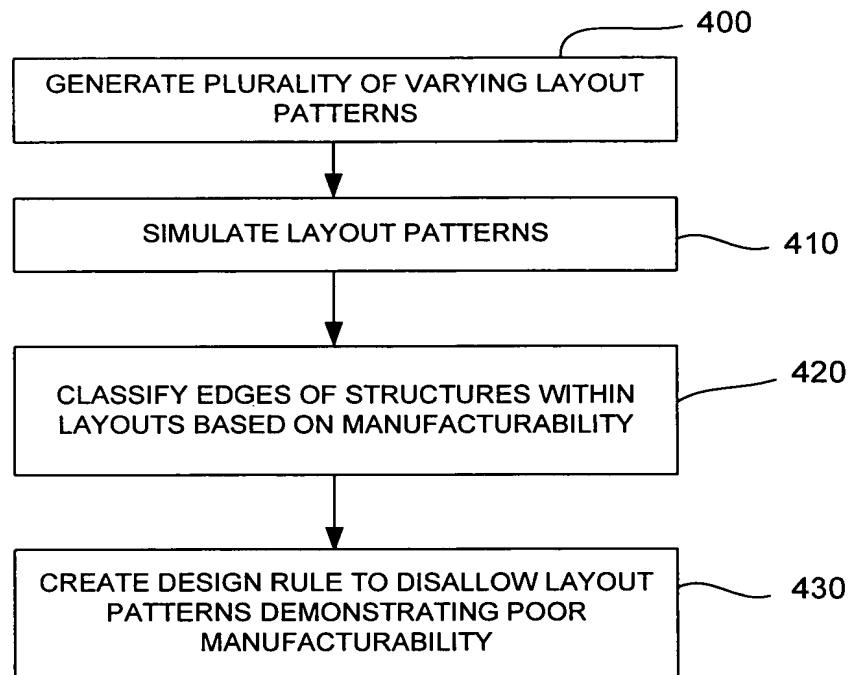 400
GENERATE PLURALITY OF VARYING LAYOUT
PATTERNS
SIMULATE LAYOUT PATTERNS
410
420
CLASSIFY EDGES OF STRUCTURES WITHIN
LAYOUTS BASED ON MANUFACTURABILITY
430
CREATE DESIGN RULE TO DISALLOW LAYOUT
PATTERNS DEMONSTRATING POOR
MANUFACTURABILITY